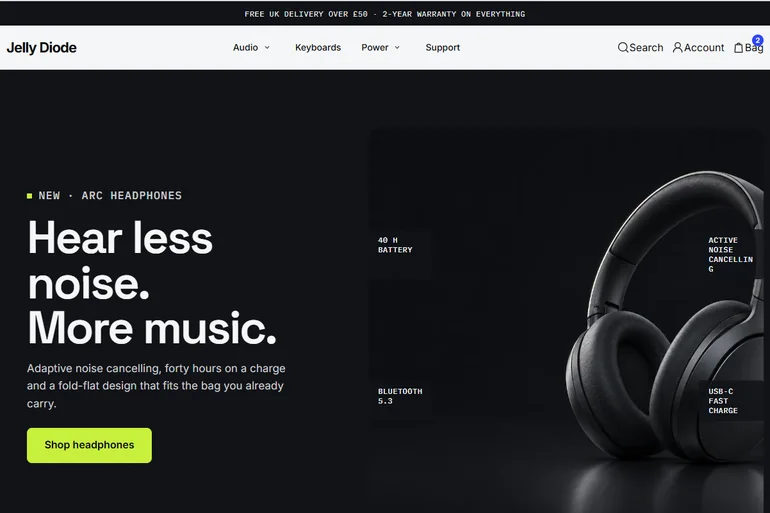 FREE UK DELIVERY OVER £50 · 2-YEAR WARRANTY ON EVERYTHING
Jelly Diode
Audio
Keyboards
Power
Support
Search
Account
Bag
2
NEW · ARC HEADPHONES
Hear less
noise.
More music.
Adaptive noise cancelling, forty hours on a charge
and a fold-flat design that fits the bag you already
carry.
Shop headphones
40 H
BATTERY
ACTIVE
NOISE
CANCELLIN
G
BLUETOOTH
5.3
USB-C
FAST
CHARGE